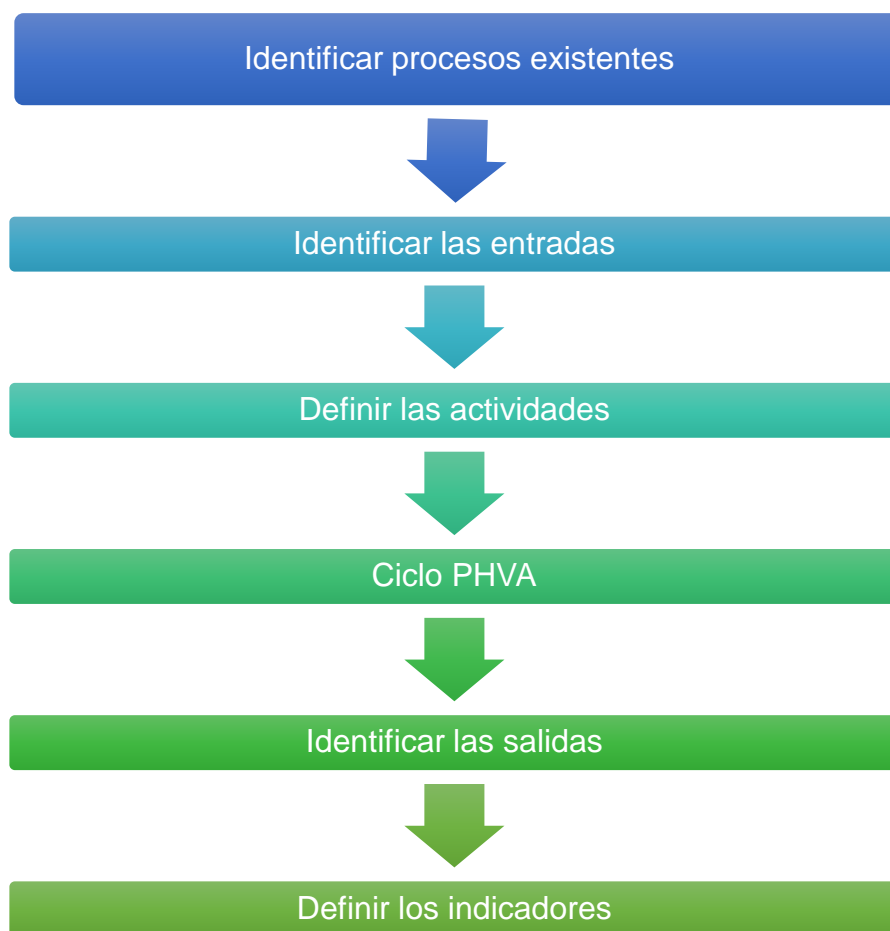 Identificar procesos existentes
Identificar las entradas
Definir las actividades
Ciclo PHVA
Identificar las salidas
Definir los indicadores